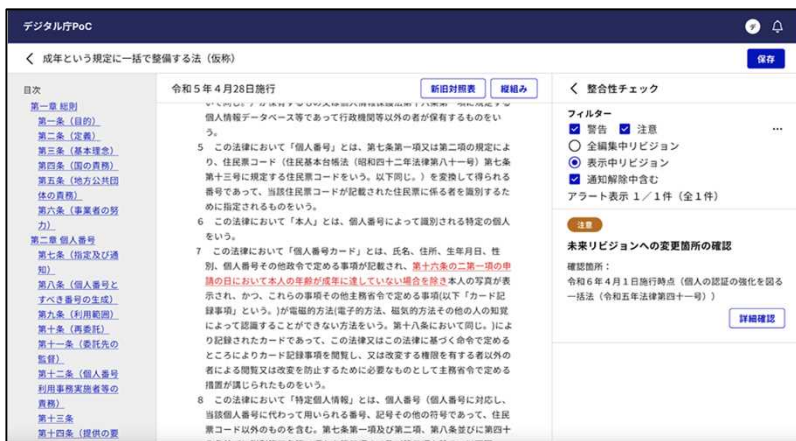 デジタル庁PoC
デ
成年という規定に一括で整備する法（仮称）
保存
目次
第一章 総則
第一条（目的）
第二条（定義）
第三条（基本理念）
第四条（国の責務）
第五条（地方公共団
体の責務）
第六条（事業者の努
力）
第二章 個人番号
第七条（指定及び通
知）
第八条（個人番号と
すべき番号の生成）
第九条（利用範囲）
第十条（再委託）
第十一条（委託先の
監督）
第十二条（個人番号
利用事務実施者等の
責務）
第十三条
第十四条（提供の要
令和５年４月28日施行
新旧対照表
縦組み
個人情報データベース等であって行政機関等以外の者が保有するものをい
う。
5 この法律において「個人番号」とは、第七条第一項又は第二項の規定によ
り、住民票コード（住民基本台帳法（昭和四十二年法律第八十一号）第七条
第十三号に規定する住民票コードをいう。以下同じ。）を変換して得られる
番号であって、当該住民票コードが記載された住民票に係る者を識別するた
めに指定されるものをいう。
6 この法律において「本人」とは、個人番号によって識別される特定の個人
をいう。
7 この法律において「個人番号カード」とは、氏名、住所、生年月日、性
別、個人番号その他政令で定める事項が記載され、第十六条の二第一項の申
請の日において本人の年齢が成年に達していない場合を除き本人の写真が表
示され、かつ、これらの事項その他主務省令で定める事項(以下「カード記
録事項」という。)が電磁的方法(電子的方法、磁気的方法その他の人の知覚
によって認識することができない方法をいう。第十八条において同じ。)によ
り記録されたカードであって、この法律又はこの法律に基づく命令で定める
ところによりカード記録事項を閲覧し、又は改変する権限を有する者以外の
者による閲覧又は改変を防止するために必要なものとして主務省令で定める
措置が講じられたものをいう。
8 この法律において「特定個人情報」とは、個人番号（個人番号に対応し、
当該個人番号に代わって用いられる番号、記号その他の符号であって、住民
票コード以外のものを含む。第七条第一項及び第二項、第八条並びに第四十
整合性チェック
フィルター
警告
注意
...
全編集中リビジョン
表示中リビジョン
通知解除中含む
アラート表示 １／１件（全１件）
注意
未来リビジョンへの変更箇所の確認
確認箇所：
令和６年４月１日施行時点（個人の認証の強化を図る
一括法（令和五年法律第四十一号））
詳細確認